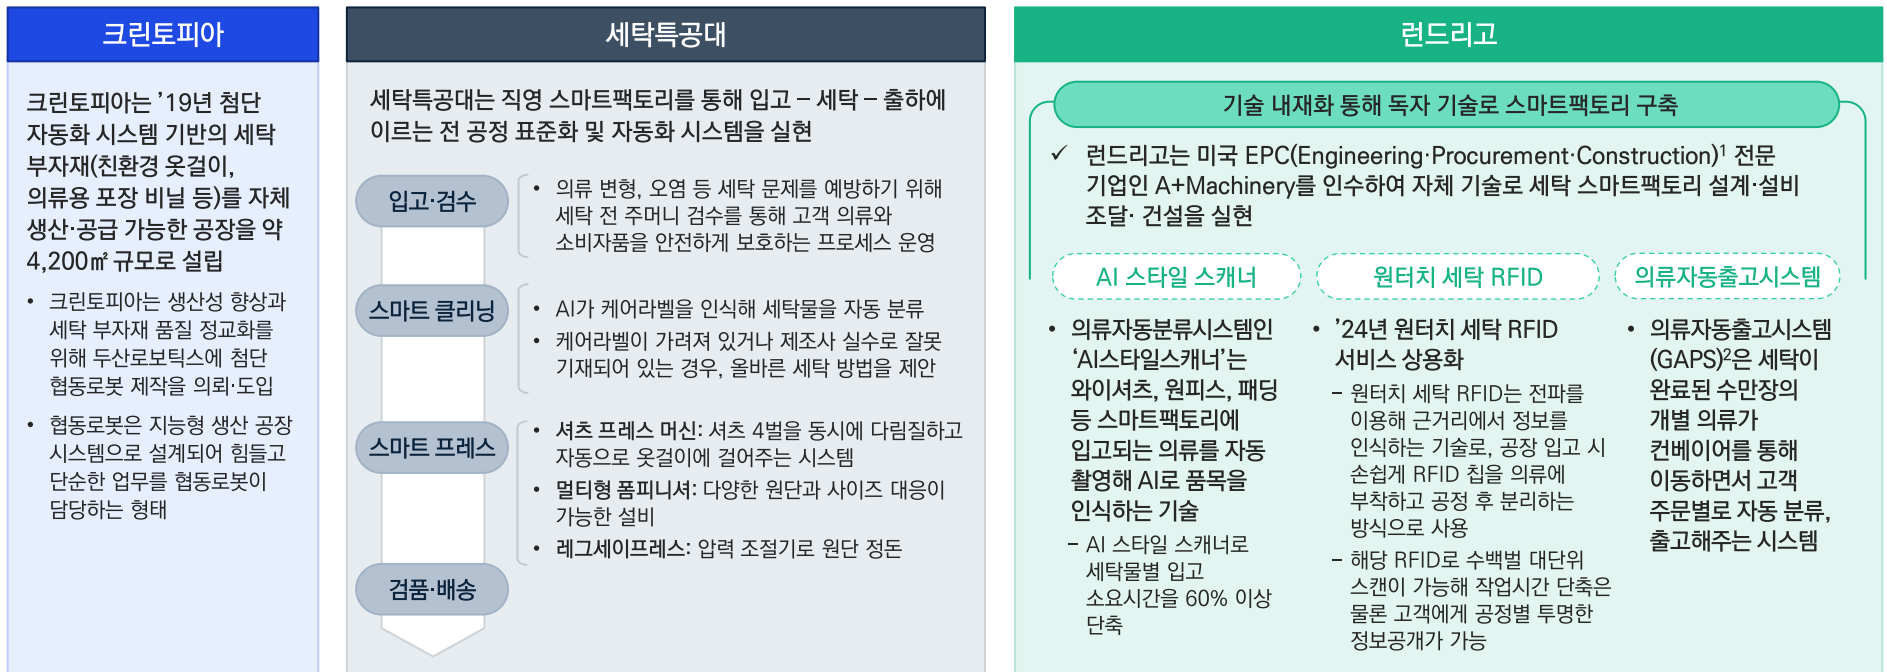 크린토피아
크린토피아는 ’19년 첨단
자동화 시스템 기반의 세탁
부자재(친환경 옷걸이,
의류용 포장 비닐 등)를 자체
생산·공급 가능한 공장을 약
4,200㎡ 규모로 설립
• 크린토피아는 생산성 향상과
세탁 부자재 품질 정교화를
위해 두산로보틱스에 첨단
협동로봇 제작을 의뢰·도입
• 협동로봇은 지능형 생산 공장
시스템으로 설계되어 힘들고
단순한 업무를 협동로봇이
담당하는 형태
세탁특공대
세탁특공대는 직영 스마트팩토리를 통해 입고 – 세탁 – 출하에
이르는 전 공정 표준화 및 자동화 시스템을 실현
입고·검수
• 의류 변형, 오염 등 세탁 문제를 예방하기 위해
세탁 전 주머니 검수를 통해 고객 의류와
소비자품을 안전하게 보호하는 프로세스 운영
스마트 클리닝
• AI가 케어라벨을 인식해 세탁물을 자동 분류
• 케어라벨이 가려져 있거나 제조사 실수로 잘못
기재되어 있는 경우, 올바른 세탁 방법을 제안
스마트 프레스
• 셔츠 프레스 머신: 셔츠 4벌을 동시에 다림질하고
자동으로 옷걸이에 걸어주는 시스템
• 멀티형 폼피니셔: 다양한 원단과 사이즈 대응이
가능한 설비
• 레그세이프레스: 압력 조절기로 원단 정돈
검품·배송
런드리고
기술 내재화 통해 독자 기술로 스마트팩토리 구축
✓ 런드리고는 미국 EPC(Engineering·Procurement·Construction)¹ 전문
기업인 A+Machinery를 인수하여 자체 기술로 세탁 스마트팩토리 설계·설비
조달· 건설을 실현
AI 스타일 스캐너
• 의류자동분류시스템인
‘AI스타일스캐너’는
와이셔츠, 원피스, 패딩
등 스마트팩토리에
입고되는 의류를 자동
촬영해 AI로 품목을
인식하는 기술
– AI 스타일 스캐너로
세탁물별 입고
소요시간을 60% 이상
단축
원터치 세탁 RFID
• ’24년 원터치 세탁 RFID
서비스 상용화
– 원터치 세탁 RFID는 전파를
이용해 근거리에서 정보를
인식하는 기술로, 공장 입고 시
손쉽게 RFID 칩을 의류에
부착하고 공정 후 분리하는
방식으로 사용
– 해당 RFID로 수백벌 대단위
스캔이 가능해 작업시간 단축은
물론 고객에게 공정별 투명한
정보공개가 가능
의류자동출고시스템
• 의류자동출고시스템
(GAPS)²은 세탁이
완료된 수만장의
개별 의류가
컨베이어를 통해
이동하면서 고객
주문별로 자동 분류,
출고해주는 시스템